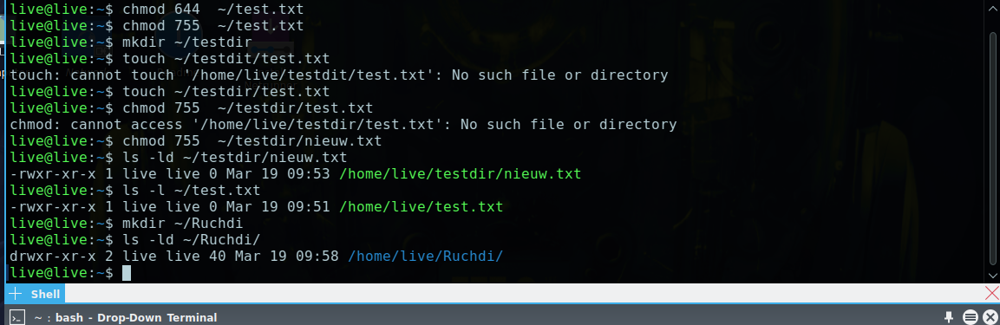 live@live:~$ chmod 644  ~/test.txt
live@live:~$ chmod 755  ~/test.txt
live@live:~$ mkdir ~/testdir
live@live:~$ touch ~/testdit/test.txt
touch: cannot touch '/home/live/testdit/test.txt': No such file or directory
live@live:~$ touch ~/testdir/test.txt
live@live:~$ chmod 755  ~/testdir/test.txt
chmod: cannot access '/home/live/testdir/test.txt': No such file or directory
live@live:~$ chmod 755  ~/testdir/nieuw.txt
live@live:~$ ls -ld ~/testdir/nieuw.txt
-rwxr-xr-x 1 live live 0 Mar 19 09:53 /home/live/testdir/nieuw.txt
live@live:~$ ls -l ~/test.txt
-rwxr-xr-x 1 live live 0 Mar 19 09:51 /home/live/test.txt
live@live:~$ mkdir ~/Ruchdi
live@live:~$ ls -ld ~/Ruchdi/
drwxr-xr-x 2 live live 40 Mar 19 09:58 /home/live/Ruchdi/
live@live:~$
Shell
~ : bash - Drop-Down Terminal